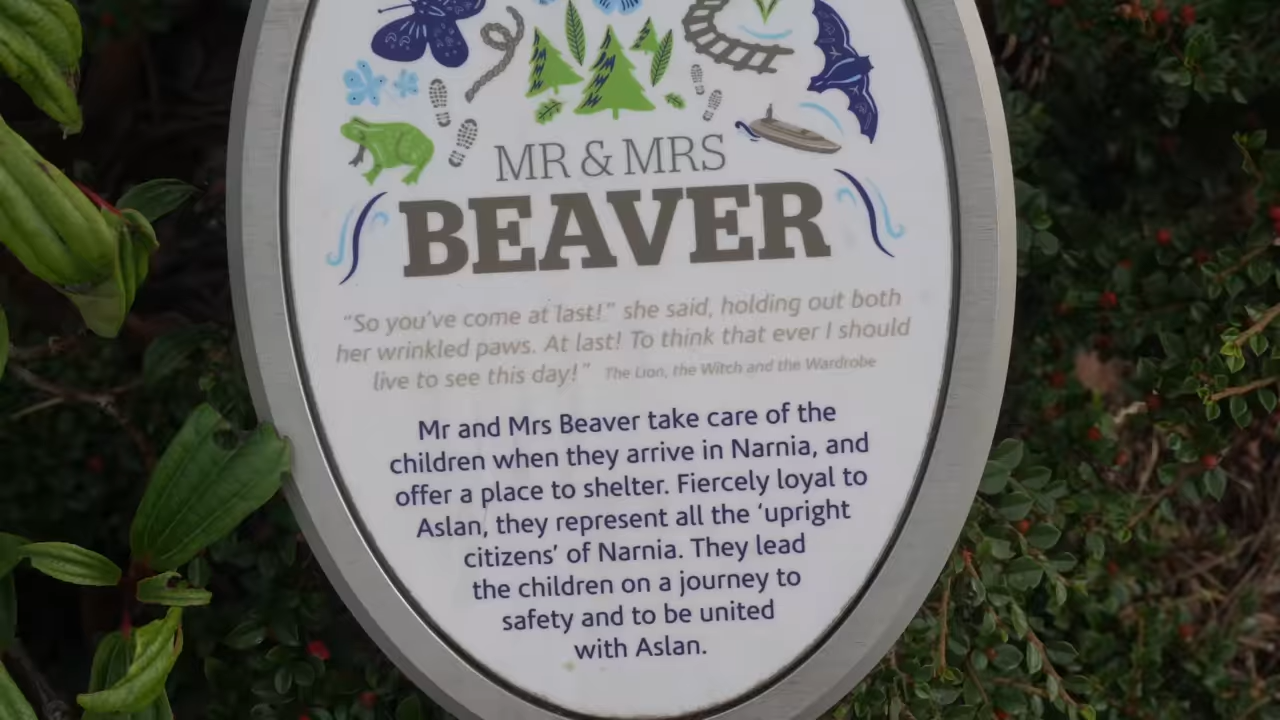 MR & MRS
BEAVER
“So you’ve come at last!” she said, holding out both
her wrinkled paws. At last! To think that ever I should
live to see this day!” The Lion, the Witch and the Wardrobe
Mr and Mrs Beaver take care of the
children when they arrive in Narnia, and
offer a place to shelter. Fiercely loyal to
Aslan, they represent all the ‘upright
citizens’ of Narnia. They lead
the children on a journey to
safety and to be united
with Aslan.